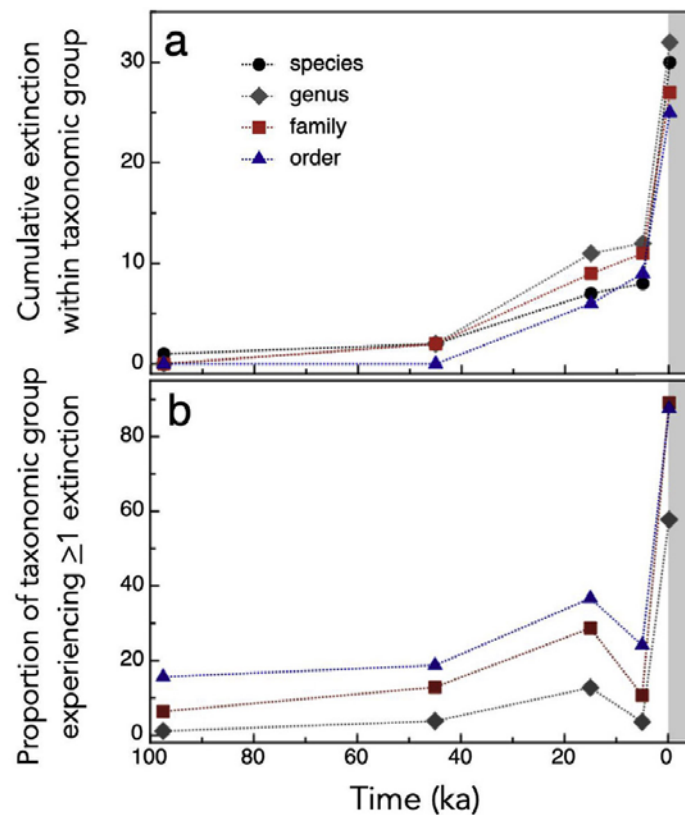 a
species
genus
family
order
Cumulative extinction
within taxonomic group
30
20
10
0
b
Proportion of taxonomic group
experiencing ≥1 extinction
80
60
40
20
0
100
80
60
40
20
0
Time (ka)